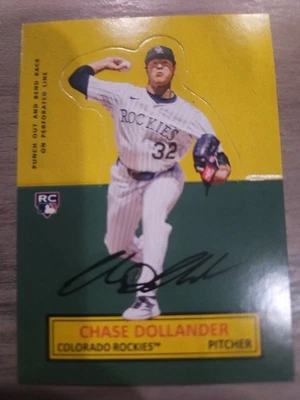 PUNCH OUT AND BEND BACK
ON PERFORATED LINE
ROCKIES
32
RC
CHASE DOLLANDER
COLORADO ROCKIES™ PITCHER